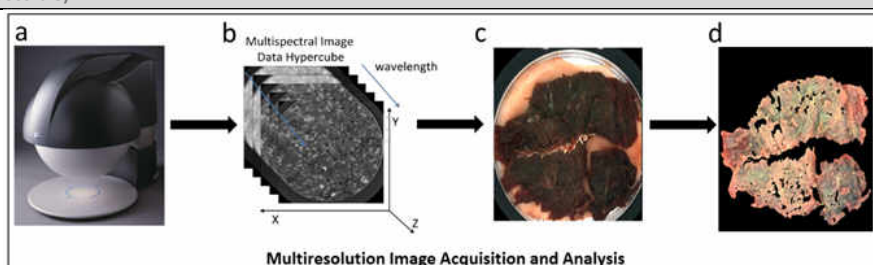 a
b
c
d
Multispectral Image
Data Hypercube
wavelength
Y
X
Z
Multiresolution Image Acquisition and Analysis